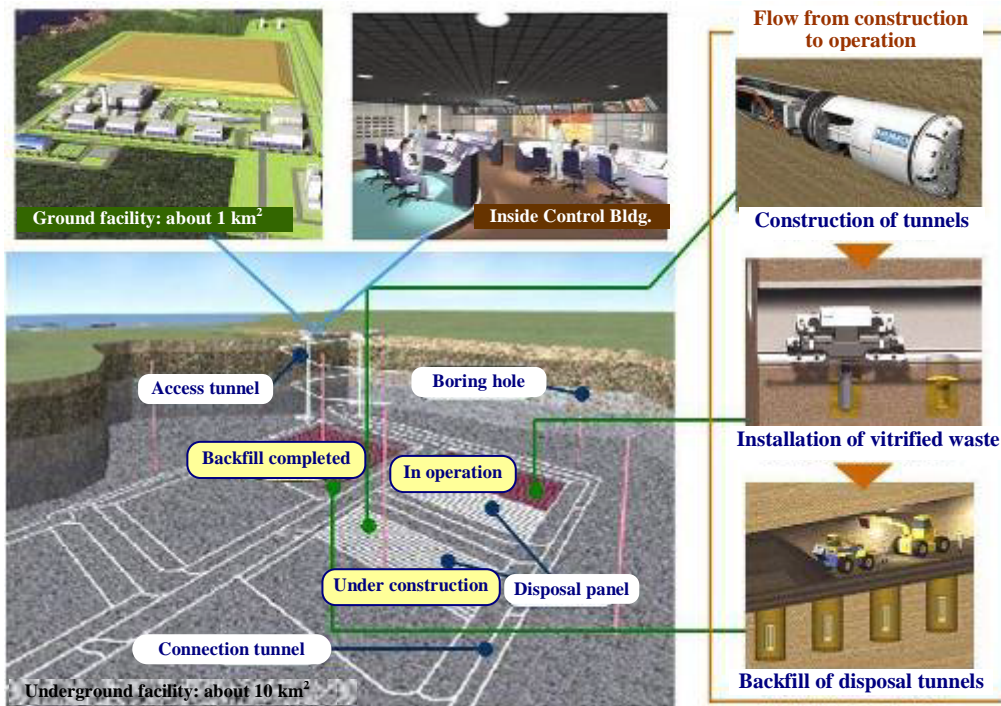 Flow from construction
to operation
Ground facility: about 1 km²
Inside Control Bldg.
Construction of tunnels
Access tunnel
Boring hole
Installation of vitrified waste
Backfill completed
In operation
Under construction
Disposal panel
Connection tunnel
Underground facility: about 10 km²
Backfill of disposal tunnels